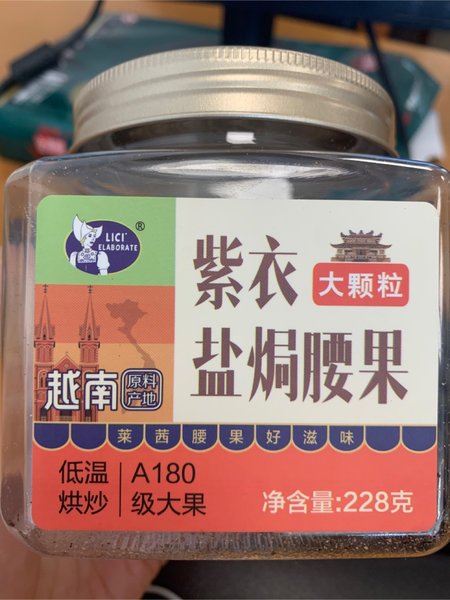 LICI
ELABORATE
®
紫衣
大颗粒
盐焗腰果
越南
原料
产地
莱茜腰果好滋味
低温
烘炒
A180
级大果
净含量:228克